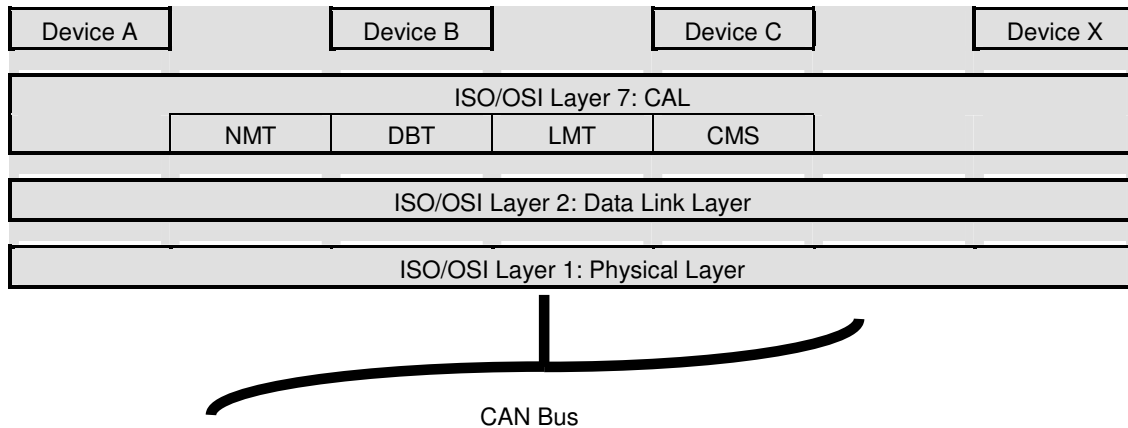 Device A Device B Device C Device X
ISO/OSI Layer 7: CAL
NMT DBT LMT CMS
ISO/OSI Layer 2: Data Link Layer
ISO/OSI Layer 1: Physical Layer
CAN Bus